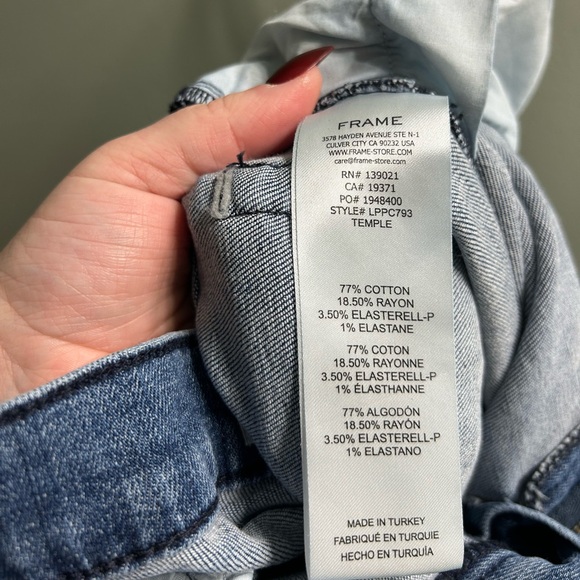 FRAME
3578 HAYDEN AVENUE STE N-1
CULVER CITY CA 90232 USA
WWW.FRAME-STORE.COM
care@frame-store.com
RN# 139021
CA# 19371
PO# 1948400
STYLE# LPPC793
TEMPLE
77% COTTON
18.50% RAYON
3.50% ELASTERELL-P
1% ELASTANE
77% COTON
18.50% RAYONNE
3.50% ELASTERELL-P
1% ÉLASTHANNE
77% ALGODÓN
18.50% RAYÓN
3.50% ELASTERELL-P
1% ELASTANO
MADE IN TURKEY
FABRIQUÉ EN TURQUIE
HECHO EN TURQUÍA